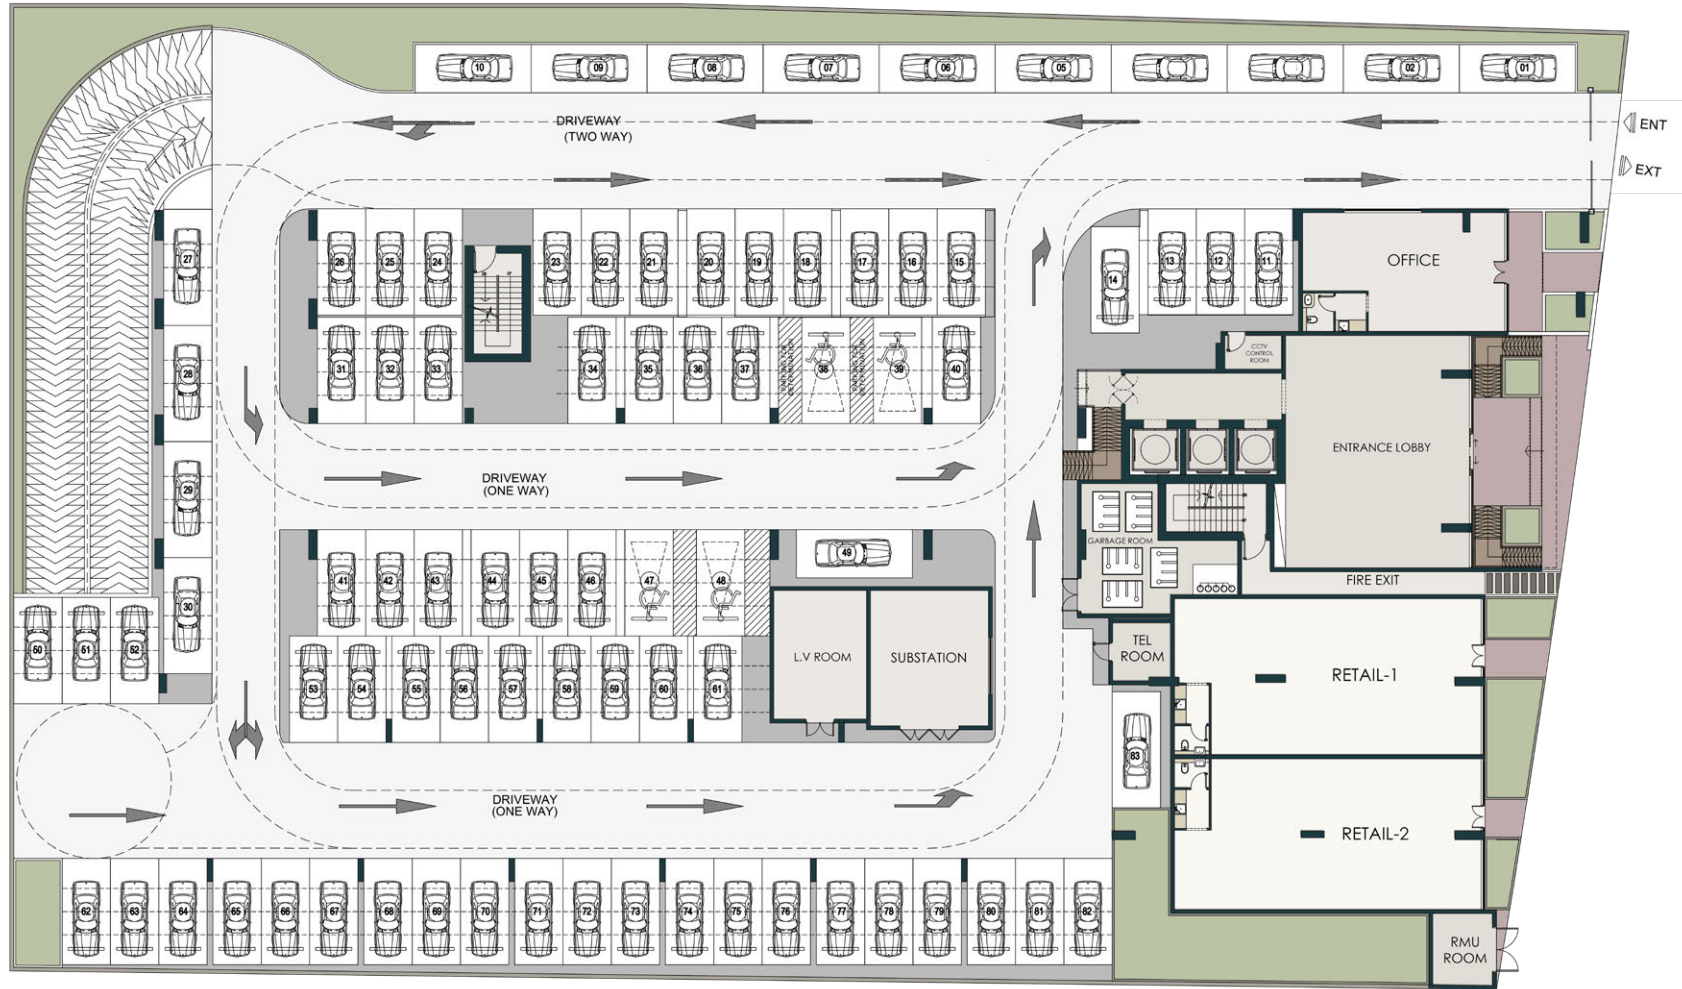 10 09 08 07 06 05 02 01
DRIVEWAY
(TWO WAY)
ENT
EXT
27
26 25 24
23 22 21 20 19 18 17 16 15
14
13 12 11
OFFICE
28
31 32 33
34 35 36 37 38 39 40
CCTV
CONTROL
ROOM
ENTRANCE LOBBY
29
DRIVEWAY
(ONE WAY)
GARBAGE ROOM
FIRE EXIT
30
41 42 43 44 45 46 47 48
49
50 51 52
53 54 55 56 57 58 59 60 61
L.V ROOM
SUBSTATION
TEL
ROOM
RETAIL-1
83
DRIVEWAY
(ONE WAY)
RETAIL-2
62 63 64 65 66 67 68 69 70 71 72 73 74 75 76 77 78 79 80 81 82
RMU
ROOM